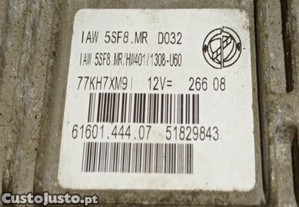 IAW 5SF8.MR D032
IAW 5SF8.MR/HW401/1308-U60
77KH7XM91 12V= 266 08
61601.444.07 51829843
CustoJusto.pt